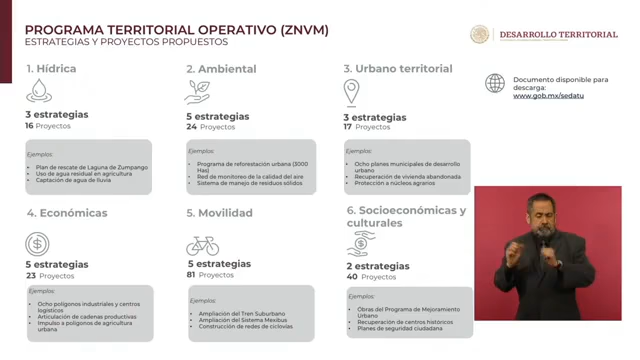 PROGRAMA TERRITORIAL OPERATIVO (ZNVM)
ESTRATEGIAS Y PROYECTOS PROPUESTOS
DESARROLLO TERRITORIAL
1. Hídrica
3 estrategias
16 Proyectos
Ejemplos:
• Plan de rescate de Laguna de Zumpango
• Uso de agua residual en agricultura
• Captación de agua de lluvia
2. Ambiental
5 estrategias
24 Proyectos
Ejemplos:
• Programa de reforestación urbana (3000
Has)
• Red de monitoreo de la calidad del aire
• Sistema de manejo de residuos sólidos
3. Urbano territorial
3 estrategias
17 Proyectos
Ejemplos:
• Ocho planes municipales de desarrollo
urbano
• Recuperación de vivienda abandonada
• Protección a núcleos agrarios
Documento disponible para
descarga:
www.gob.mx/sedatu
4. Económicas
5 estrategias
23 Proyectos
Ejemplos:
• Ocho polígonos industriales y centros
logísticos
• Articulación de cadenas productivas
• Impulso a polígonos de agricultura
urbana
5. Movilidad
5 estrategias
81 Proyectos
Ejemplos:
• Ampliación del Tren Suburbano
• Ampliación del Sistema Mexibus
• Construcción de redes de ciclovías
6. Socioeconómicas y
culturales
2 estrategias
40 Proyectos
Ejemplos:
• Obras del Programa de Mejoramiento
Urbano
• Recuperación de centros históricos
• Planes de seguridad ciudadana